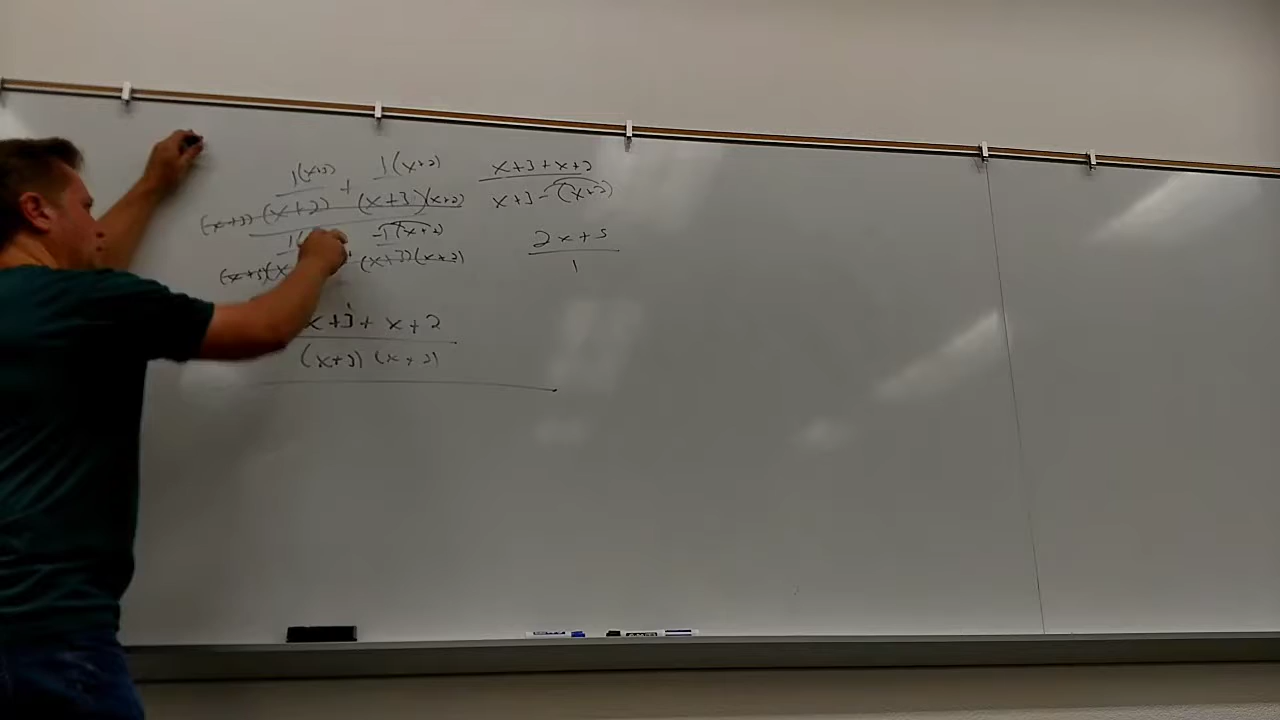 1(x+3) + 1(x+2)
(x+3)(x+2) (x+3)(x+2)
-1(x+2)
(x+3)(x+2)
x+3+x+2
(x+3)(x+2)
x+3+x+2
x+3-(x+2)
2x+5
1